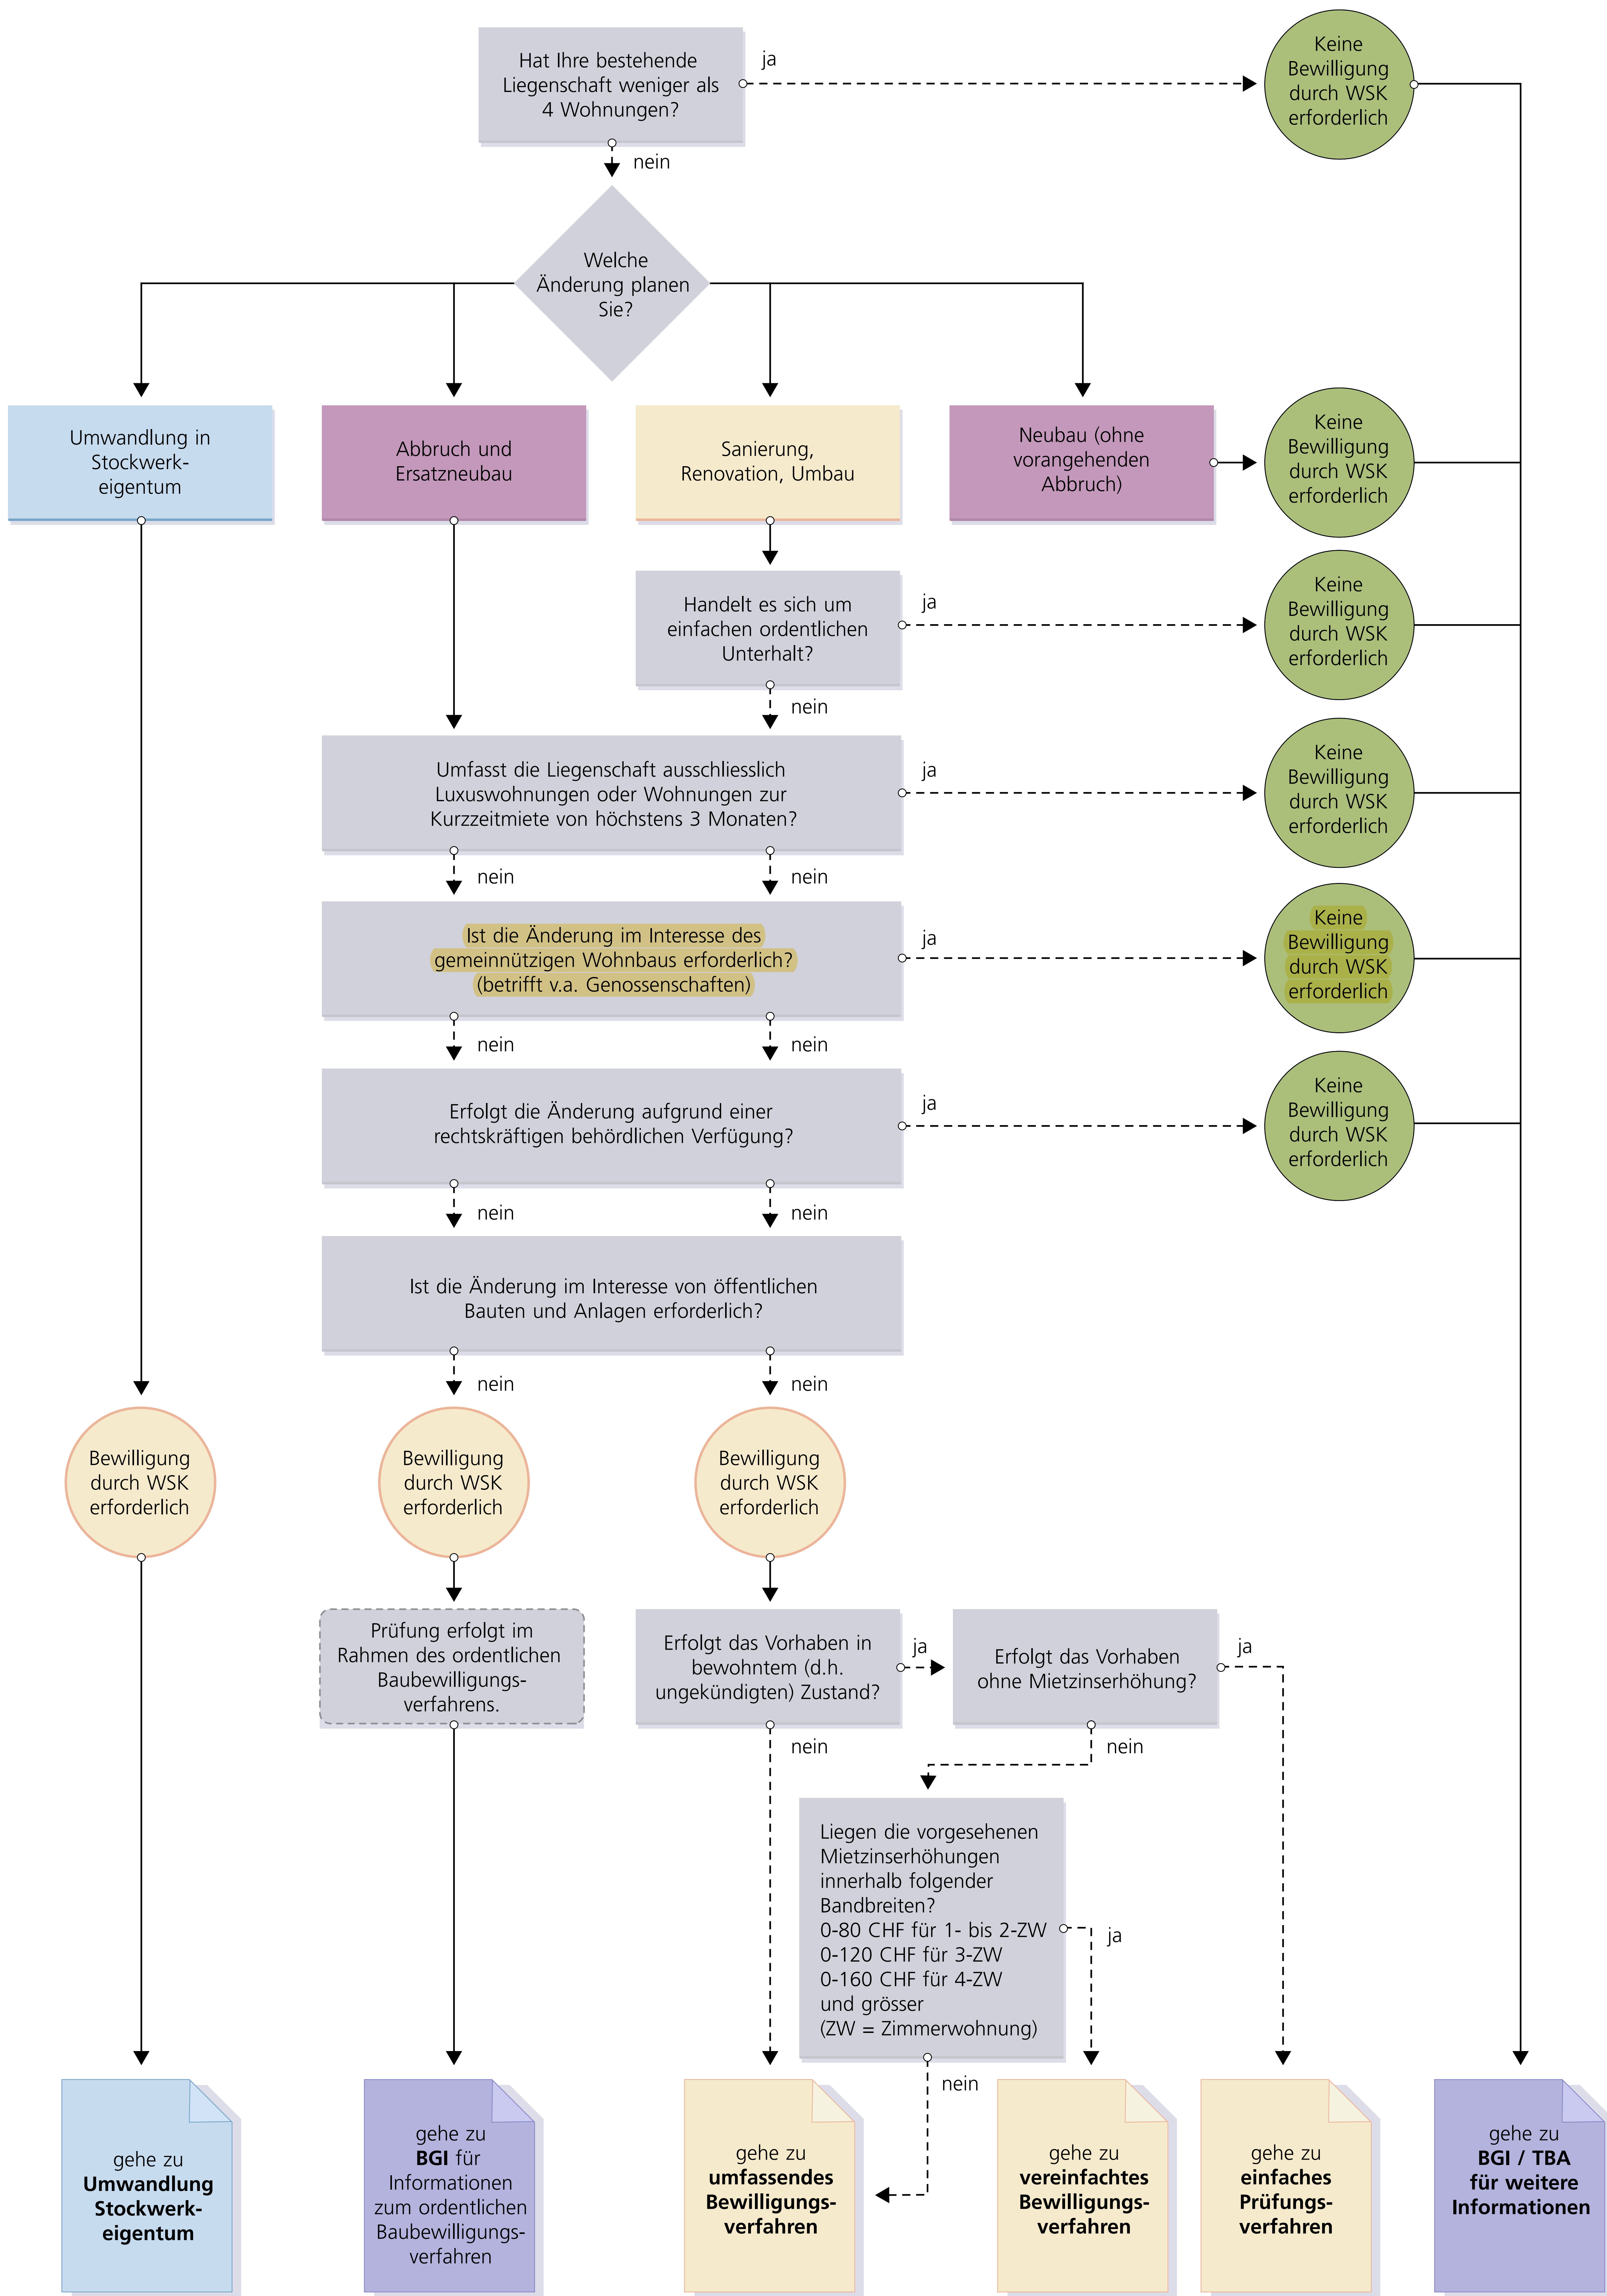 Hat Ihre bestehende
Liegenschaft weniger als
4 Wohnungen?
ja
Keine
Bewilligung
durch WSK
erforderlich
nein
Welche
Änderung planen
Sie?
Umwandlung in
Stockwerk-
eigentum
Abbruch und
Ersatzneubau
Sanierung,
Renovation, Umbau
Neubau (ohne
vorangehenden
Abbruch)
Keine
Bewilligung
durch WSK
erforderlich
Handelt es sich um
einfachen ordentlichen
Unterhalt?
ja
Keine
Bewilligung
durch WSK
erforderlich
nein
Umfasst die Liegenschaft ausschliesslich
Luxuswohnungen oder Wohnungen zur
Kurzzeitmiete von höchstens 3 Monaten?
ja
Keine
Bewilligung
durch WSK
erforderlich
nein
nein
Ist die Änderung im Interesse des
gemeinnützigen Wohnbaus erforderlich?
(betrifft v.a. Genossenschaften)
ja
Keine
Bewilligung
durch WSK
erforderlich
nein
nein
Erfolgt die Änderung aufgrund einer
rechtskräftigen behördlichen Verfügung?
ja
Keine
Bewilligung
durch WSK
erforderlich
nein
nein
Ist die Änderung im Interesse von öffentlichen
Bauten und Anlagen erforderlich?
nein
nein
Bewilligung
durch WSK
erforderlich
Bewilligung
durch WSK
erforderlich
Bewilligung
durch WSK
erforderlich
Prüfung erfolgt im
Rahmen des ordentlichen
Baubewilligungs-
verfahrens.
Erfolgt das Vorhaben in
bewohntem (d.h.
ungekündigten) Zustand?
ja
Erfolgt das Vorhaben
ohne Mietzinserhöhung?
ja
nein
nein
Liegen die vorgesehenen
Mietzinserhöhungen
innerhalb folgender
Bandbreiten?
0-80 CHF für 1- bis 2-ZW
0-120 CHF für 3-ZW
0-160 CHF für 4-ZW
und grösser
(ZW = Zimmerwohnung)
ja
nein
gehe zu
Umwandlung
Stockwerk-
eigentum
gehe zu
BGI für
Informationen
zum ordentlichen
Baubewilligungs-
verfahren
gehe zu
umfassendes
Bewilligungs-
verfahren
gehe zu
vereinfachtes
Bewilligungs-
verfahren
gehe zu
einfaches
Prüfungs-
verfahren
gehe zu
BGI / TBA
für weitere
Informationen